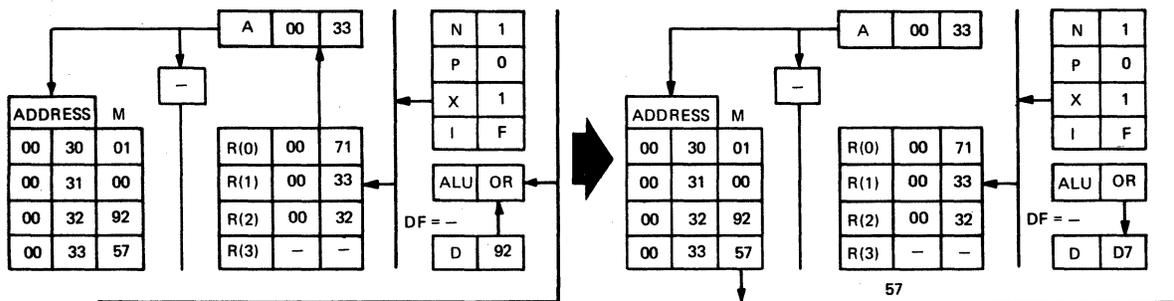 A 00 33
N 1
P 0
X 1
I F
ADDRESS M
00 30 01
00 31 00
00 32 92
00 33 57
–
R(0) 00 71
R(1) 00 33
R(2) 00 32
R(3) – –
ALU OR
DF = –
D 92
A 00 33
N 1
P 0
X 1
I F
ADDRESS M
00 30 01
00 31 00
00 32 92
00 33 57
–
R(0) 00 71
R(1) 00 33
R(2) 00 32
R(3) – –
ALU OR
DF = –
D D7
57